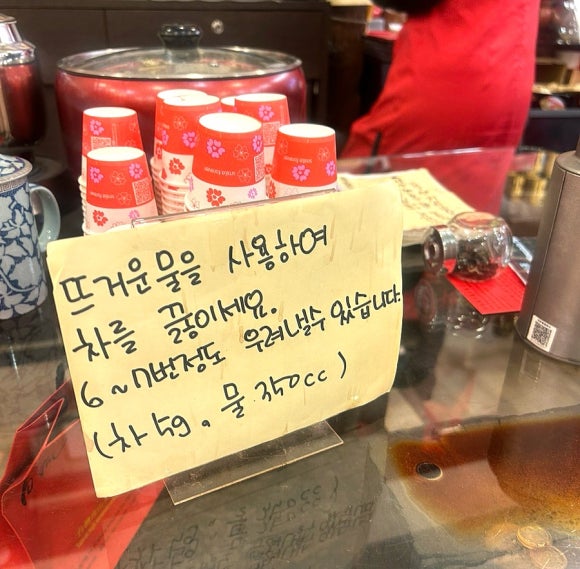 뜨거운 물을 사용하여
차를 끓이세요.
6~7번정도 우려낼수 있습니다.
(차 5g. 물 350cc)